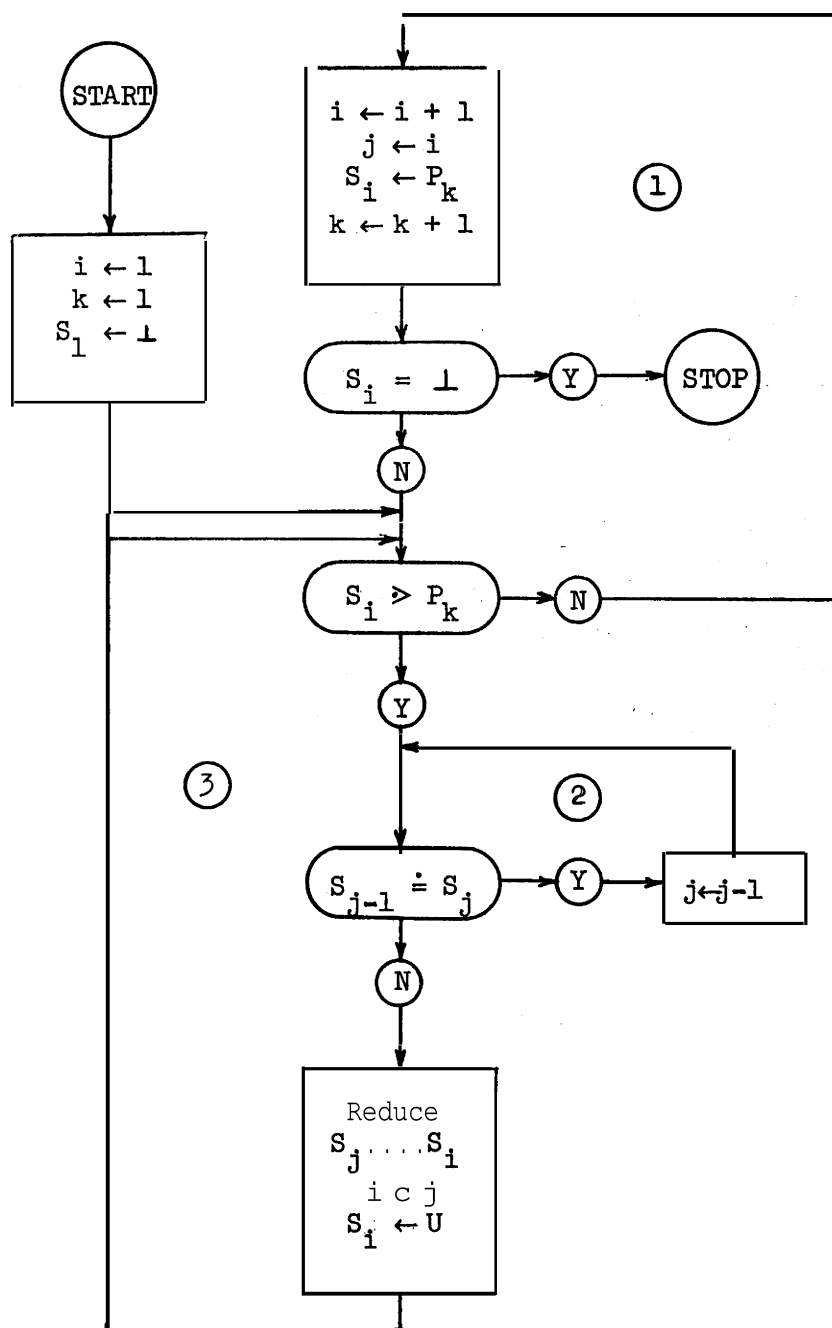 START
i ← 1
k ← 1
S₁ ← ⊥
i ← i + 1
j ← i
Sᵢ ← Pₖ
k ← k + 1
1
Sᵢ = ⊥
Y
STOP
N
Sᵢ ⋗ Pₖ
N
Y
3
2
Sⱼ₋₁ ≐ Sⱼ
Y
j←j-1
N
Reduce
Sⱼ.....Sᵢ
i c j
Sᵢ ← U